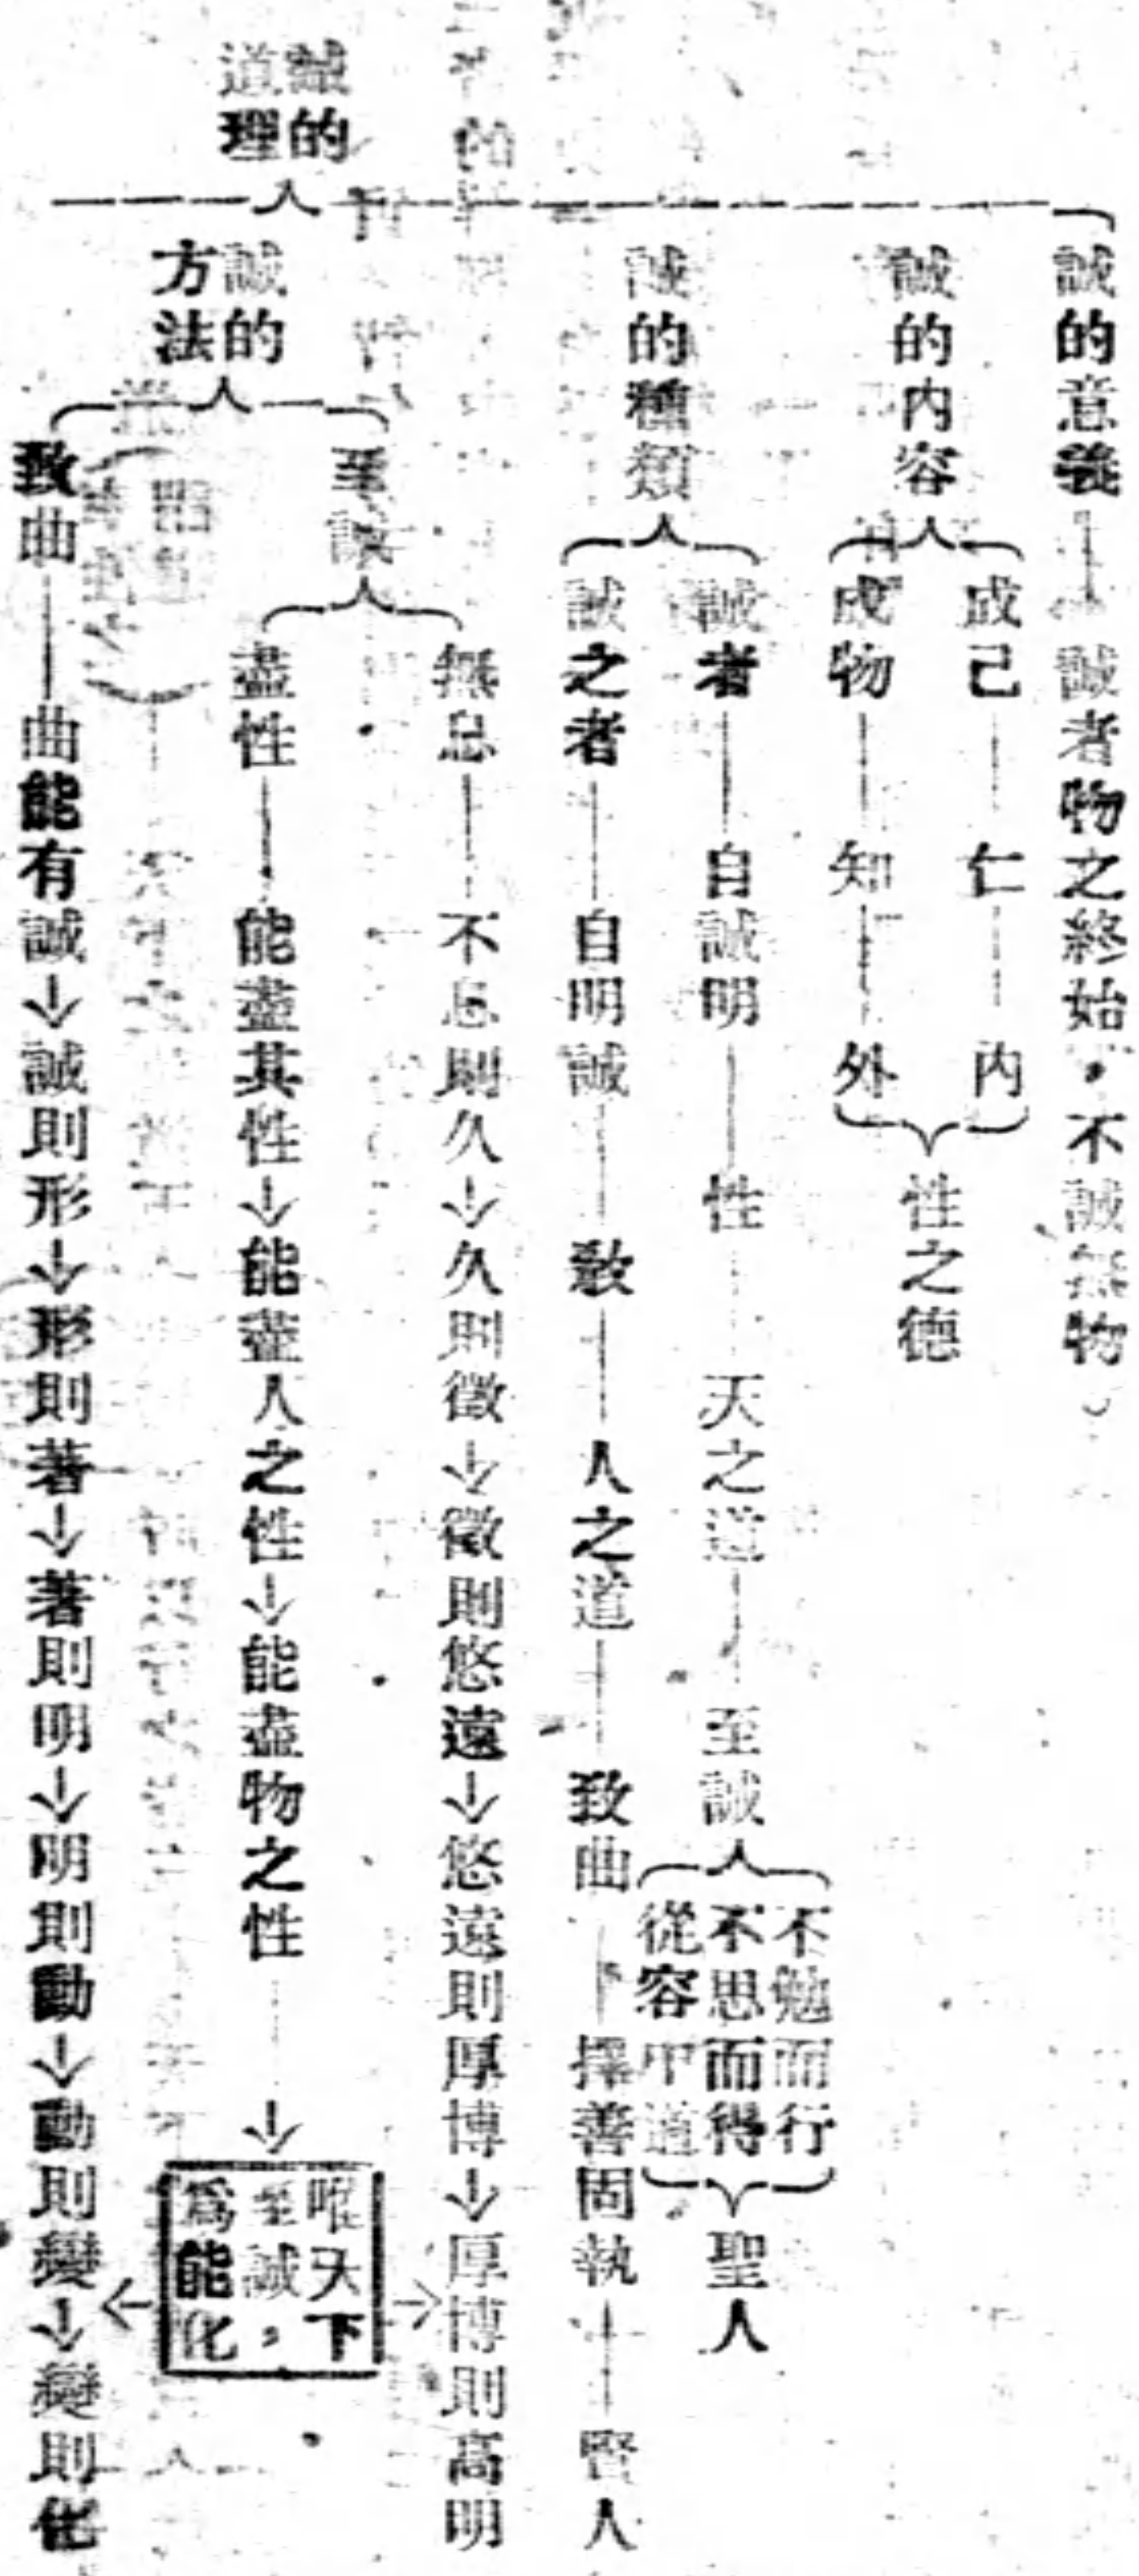 誠的道理
誠的意義
誠者物之終始，不誠無物
誠的內容
成己
仁
內
成物
知
外
性之德
誠的種類
誠者
自誠明
性
天之道
至誠
不勉而行
不思而得
從容中道
聖人
誠之者
自明誠
教
人之道
致曲
擇善固執
賢人
誠的方法
至誠
無息
不息則久→久則徵→徵則悠遠→悠遠則厚博→厚博則高明
盡性
能盡其性→能盡人之性→能盡物之性→
唯天下
至誠，
爲能化
致曲
曲能有誠→誠則形→形則著→著則明→明則動→動則變→變則化